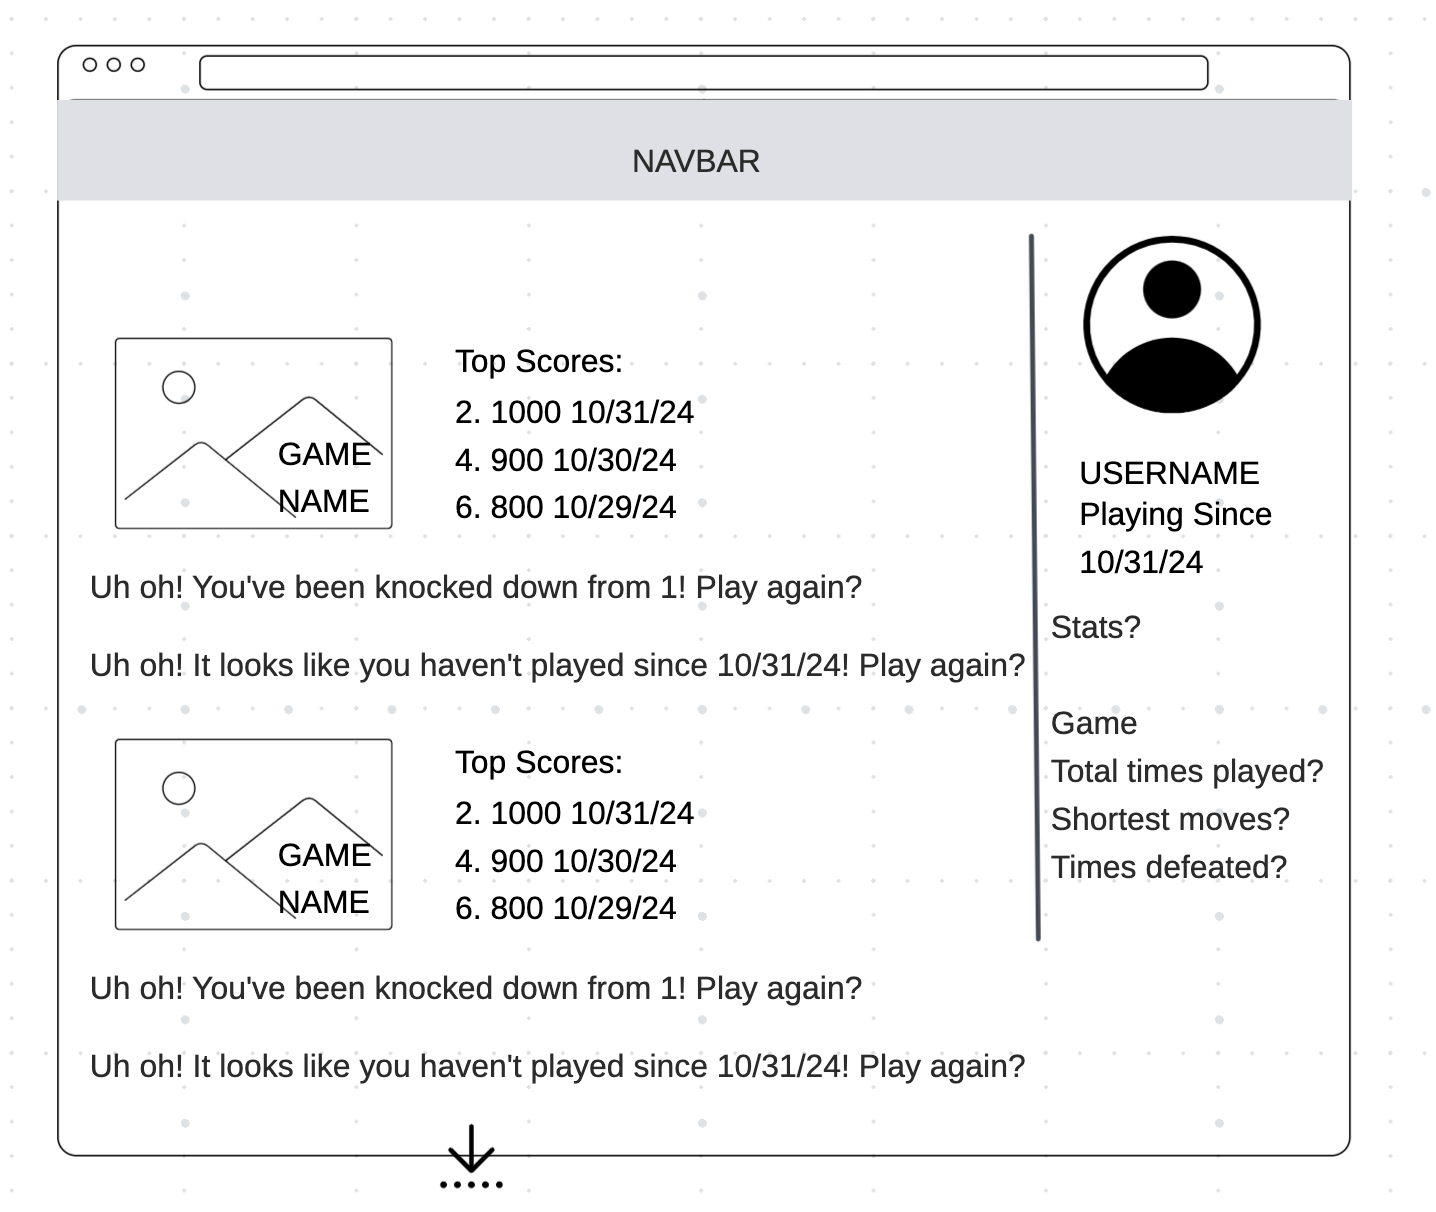 NAVBAR
GAME
NAME
Top Scores:
2. 1000 10/31/24
4. 900 10/30/24
6. 800 10/29/24
Uh oh! You've been knocked down from 1! Play again?
Uh oh! It looks like you haven't played since 10/31/24! Play again?
GAME
NAME
Top Scores:
2. 1000 10/31/24
4. 900 10/30/24
6. 800 10/29/24
Uh oh! You've been knocked down from 1! Play again?
Uh oh! It looks like you haven't played since 10/31/24! Play again?
USERNAME
Playing Since
10/31/24
Stats?
Game
Total times played?
Shortest moves?
Times defeated?